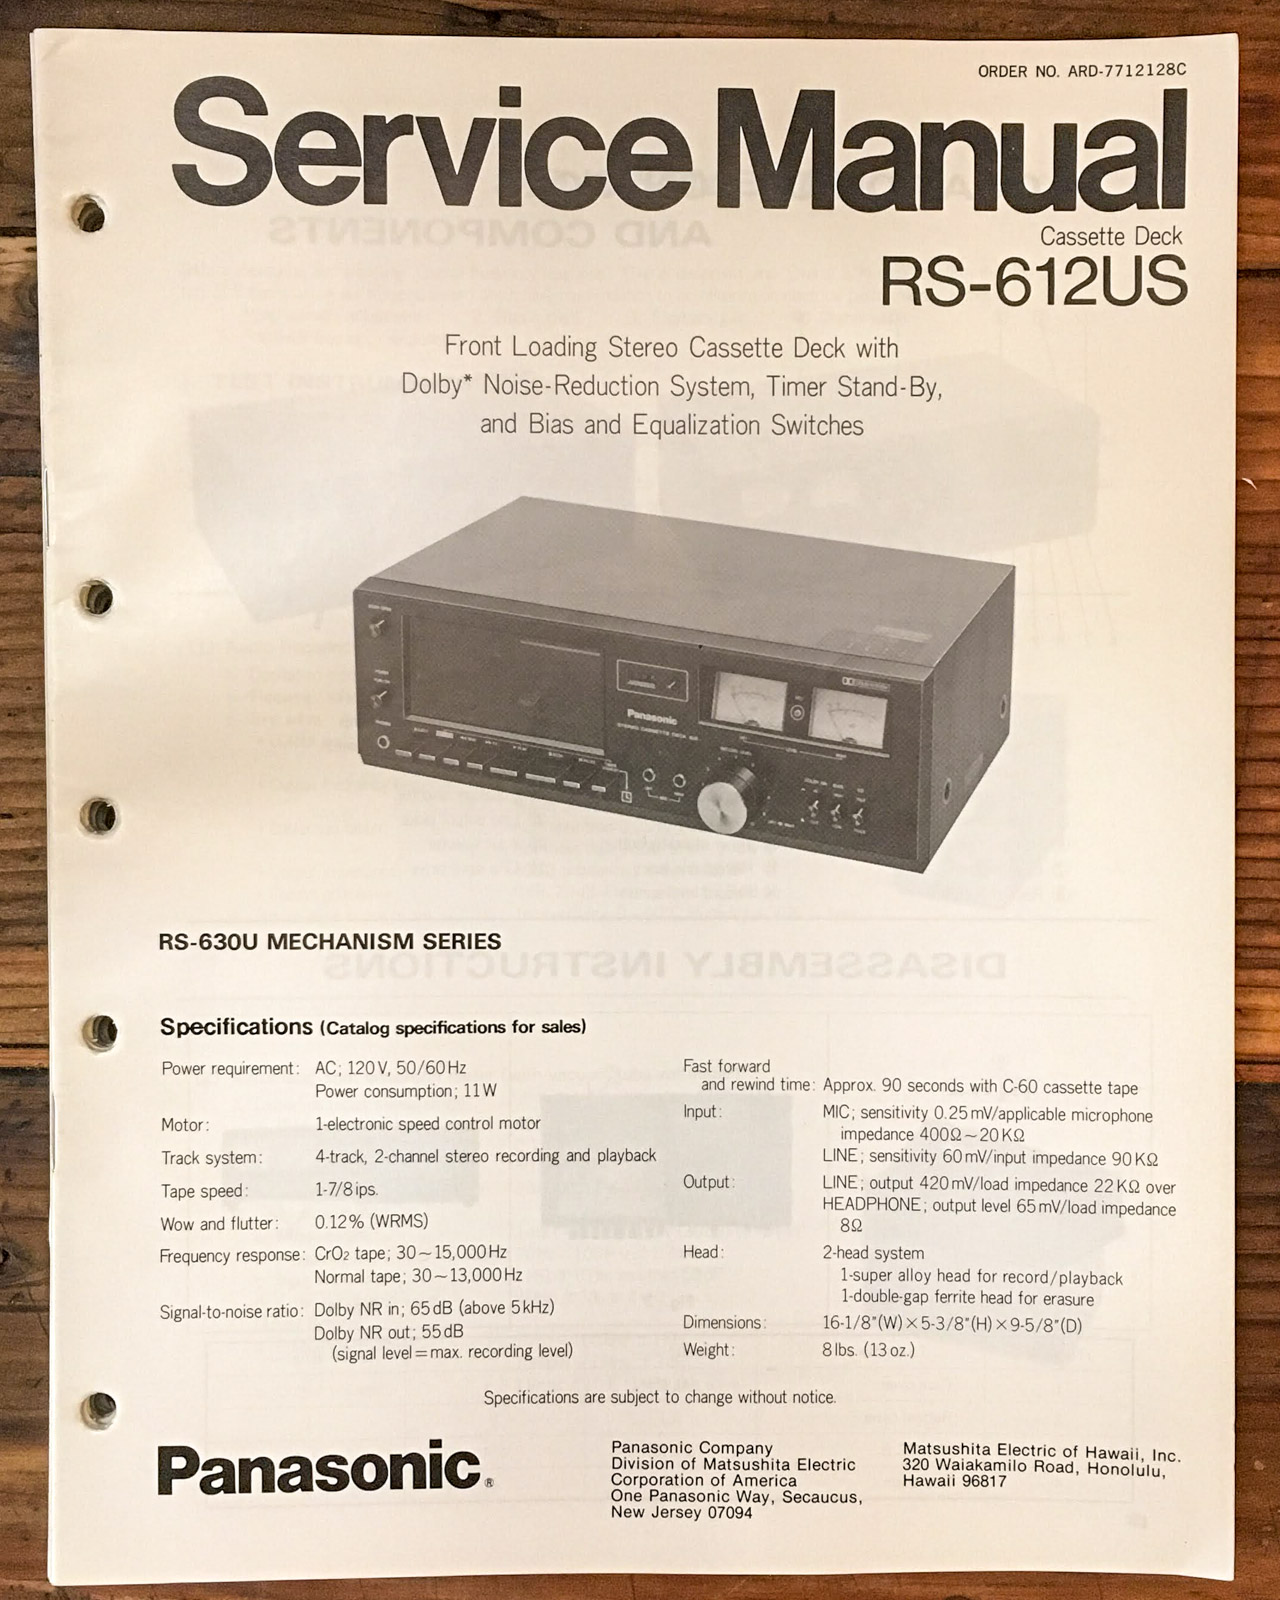 ORDER NO. ARD-7712128C
Service Manual
Cassette Deck
RS-612US
Front Loading Stereo Cassette Deck with
Dolby* Noise-Reduction System, Timer Stand-By,
and Bias and Equalization Switches
Panasonic
RS-630U MECHANISM SERIES
Specifications (Catalog specifications for sales)
Power requirement: AC; 120V, 50/60Hz
Power consumption; 11W
Motor: 1-electronic speed control motor
Track system: 4-track, 2-channel stereo recording and playback
Tape speed: 1-7/8 ips.
Wow and flutter: 0.12% (WRMS)
Frequency response: CrO₂ tape; 30~15,000Hz
Normal tape; 30~13,000Hz
Signal-to-noise ratio: Dolby NR in; 65dB (above 5kHz)
Dolby NR out; 55dB
(signal level=max. recording level)
Fast forward
and rewind time: Approx. 90 seconds with C-60 cassette tape
Input: MIC; sensitivity 0.25mV/applicable microphone
impedance 400Ω~20KΩ
LINE; sensitivity 60mV/input impedance 90KΩ
Output: LINE; output 420mV/load impedance 22KΩ over
HEADPHONE; output level 65mV/load impedance
8Ω
Head: 2-head system
1-super alloy head for record/playback
1-double-gap ferrite head for erasure
Dimensions: 16-1/8"(W)×5-3/8"(H)×9-5/8"(D)
Weight: 8lbs. (13oz.)
Specifications are subject to change without notice.
Panasonic®
Panasonic Company
Division of Matsushita Electric
Corporation of America
One Panasonic Way, Secaucus,
New Jersey 07094
Matsushita Electric of Hawaii, Inc.
320 Waiakamilo Road, Honolulu,
Hawaii 96817